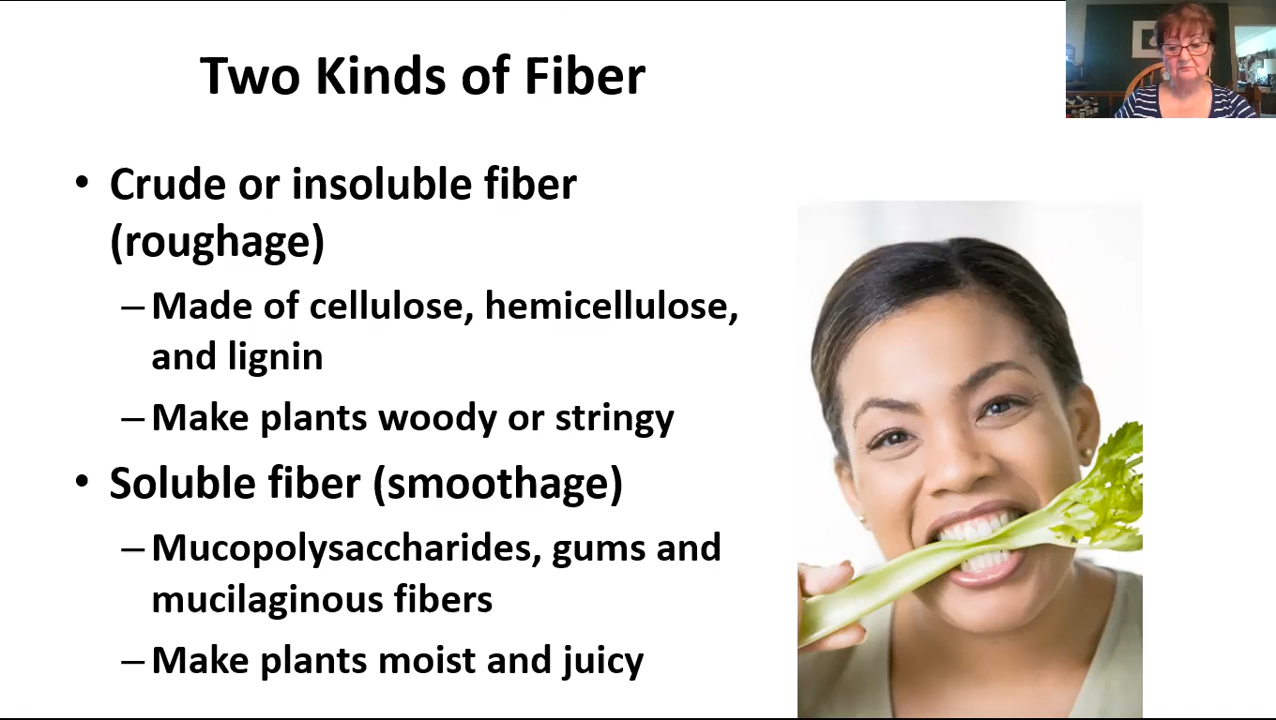 Two Kinds of Fiber
• Crude or insoluble fiber
(roughage)
– Made of cellulose, hemicellulose,
and lignin
– Make plants woody or stringy
• Soluble fiber (smoothage)
– Mucopolysaccharides, gums and
mucilaginous fibers
– Make plants moist and juicy